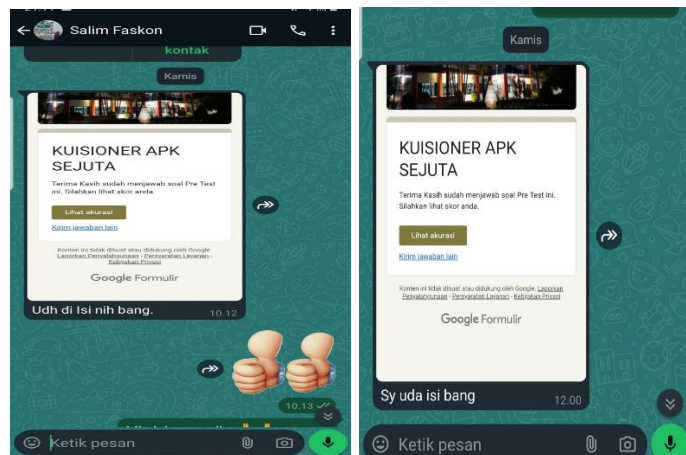 Salim Faskon
kontak
Kamis
KUISIONER APK
SEJUTA
Terima Kasih sudah menjawab soal Pre Test
ini. Silahkan lihat skor anda.
Lihat akurasi
Kirim jawaban lain
Konten ini tidak dibuat atau didukung oleh Google.
Laporkan Penyalahgunaan - Persyaratan Layanan -
Kebijakan Privasi
Google Formulir
Udh di Isi nih bang.
10.12
10.13
Ketik pesan
Kamis
KUISIONER APK
SEJUTA
Terima Kasih sudah menjawab soal Pre Test ini.
Silahkan lihat skor anda.
Lihat akurasi
Kirim jawaban lain
Konten ini tidak dibuat atau didukung oleh Google. Laporkan
Penyalahgunaan - Persyaratan Layanan - Kebijakan Privasi
Google Formulir
Sy uda isi bang
12.00
Ketik pesan